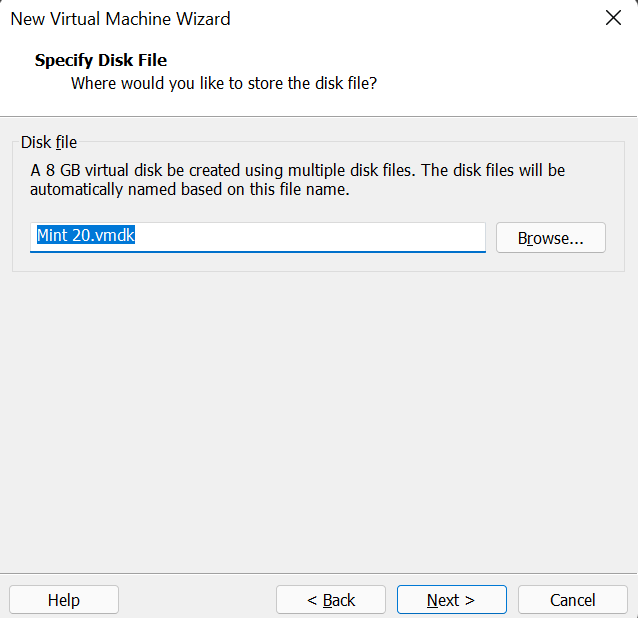 New Virtual Machine Wizard
Specify Disk File
Where would you like to store the disk file?
Disk file
A 8 GB virtual disk be created using multiple disk files. The disk files will be
automatically named based on this file name.
Mint 20.vmdk
Browse...
Help
< Back
Next >
Cancel